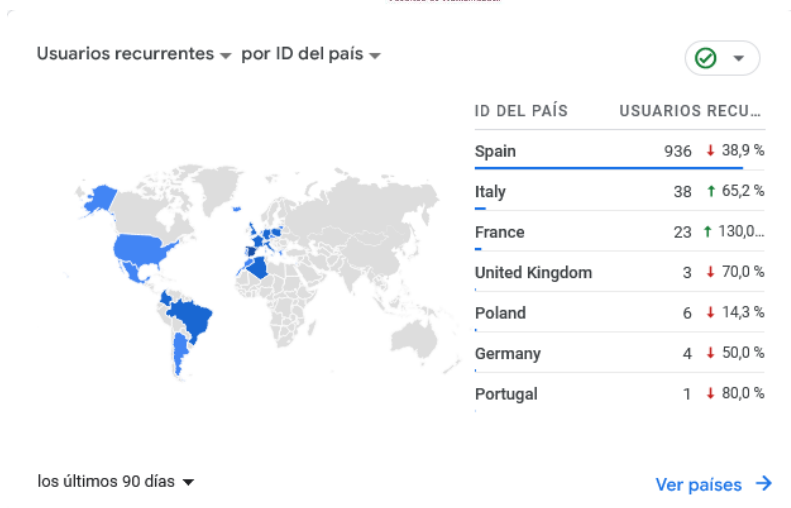 Usuarios recurrentes por ID del país
ID DEL PAÍS USUARIOS RECU...
Spain 936 ↓ 38,9 %
Italy 38 ↑ 65,2 %
France 23 ↑ 130,0...
United Kingdom 3 ↓ 70,0 %
Poland 6 ↓ 14,3 %
Germany 4 ↓ 50,0 %
Portugal 1 ↓ 80,0 %
los últimos 90 días
Ver países →